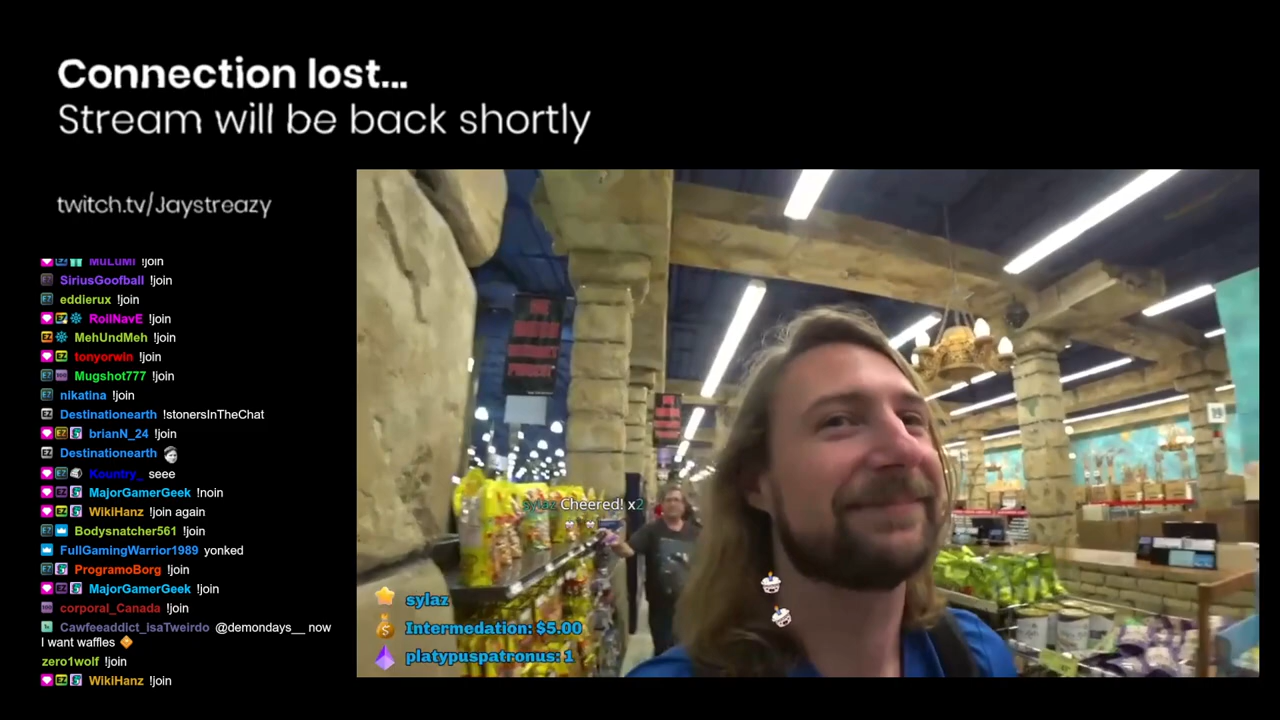 Connection lost...
Stream will be back shortly
twitch.tv/Jaystreazy
MuLuMi !join
SiriusGoofball !join
eddierux !join
RollNavE !join
MehUndMeh !join
tonyorwin !join
Mugshot777 !join
nikatina !join
Destinationearth !stonersInTheChat
brianN_24 !join
Destinationearth
Kountry_ seee
MajorGamerGeek !noin
WikiHanz !join again
Bodysnatcher561 !join
FullGamingWarrior1989 yonked
ProgramoBorg !join
MajorGamerGeek !join
corporal_Canada !join
Cawfeeaddict_isaTweirdo @demondays__ now
I want waffles
zero1wolf !join
WikiHanz !join
sylaz Cheered! x2
sylaz
Intermedation: $5.00
platypuspatronus: 1